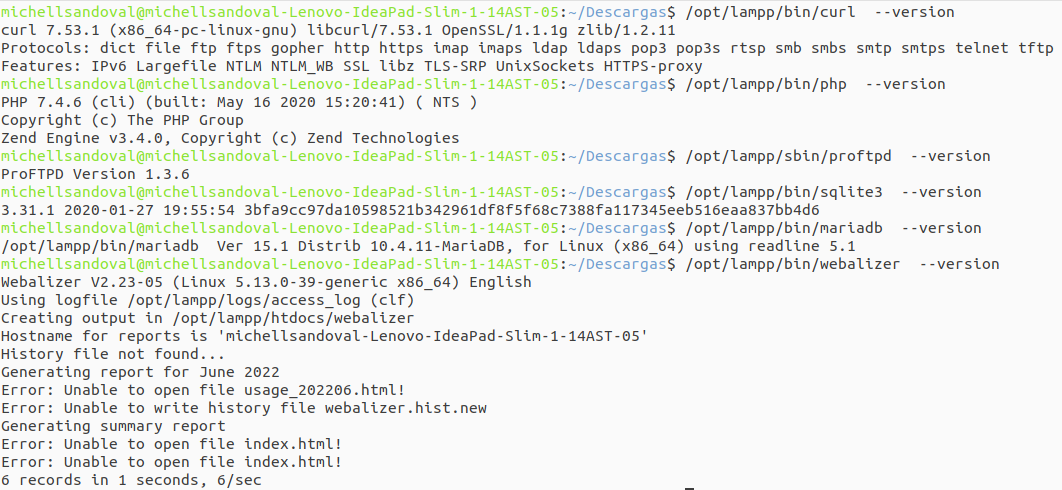 michellsandoval@michellsandoval-Lenovo-IdeaPad-Slim-1-14AST-05:~/Descargas$ /opt/lampp/bin/curl  --version
curl 7.53.1 (x86_64-pc-linux-gnu) libcurl/7.53.1 OpenSSL/1.1.1g zlib/1.2.11
Protocols: dict file ftp ftps gopher http https imap imaps ldap ldaps pop3 pop3s rtsp smb smbs smtp smtps telnet tftp
Features: IPv6 Largefile NTLM NTLM_WB SSL libz TLS-SRP UnixSockets HTTPS-proxy
michellsandoval@michellsandoval-Lenovo-IdeaPad-Slim-1-14AST-05:~/Descargas$ /opt/lampp/bin/php  --version
PHP 7.4.6 (cli) (built: May 16 2020 15:20:41) ( NTS )
Copyright (c) The PHP Group
Zend Engine v3.4.0, Copyright (c) Zend Technologies
michellsandoval@michellsandoval-Lenovo-IdeaPad-Slim-1-14AST-05:~/Descargas$ /opt/lampp/sbin/proftpd  --version
ProFTPD Version 1.3.6
michellsandoval@michellsandoval-Lenovo-IdeaPad-Slim-1-14AST-05:~/Descargas$ /opt/lampp/bin/sqlite3  --version
3.31.1 2020-01-27 19:55:54 3bfa9cc97da10598521b342961df8f5f68c7388fa117345eeb516eaa837bb4d6
michellsandoval@michellsandoval-Lenovo-IdeaPad-Slim-1-14AST-05:~/Descargas$ /opt/lampp/bin/mariadb  --version
/opt/lampp/bin/mariadb  Ver 15.1 Distrib 10.4.11-MariaDB, for Linux (x86_64) using readline 5.1
michellsandoval@michellsandoval-Lenovo-IdeaPad-Slim-1-14AST-05:~/Descargas$ /opt/lampp/bin/webalizer  --version
Webalizer V2.23-05 (Linux 5.13.0-39-generic x86_64) English
Using logfile /opt/lampp/logs/access_log (clf)
Creating output in /opt/lampp/htdocs/webalizer
Hostname for reports is 'michellsandoval-Lenovo-IdeaPad-Slim-1-14AST-05'
History file not found...
Generating report for June 2022
Error: Unable to open file usage_202206.html!
Error: Unable to write history file webalizer.hist.new
Generating summary report
Error: Unable to open file index.html!
Error: Unable to open file index.html!
6 records in 1 seconds, 6/sec